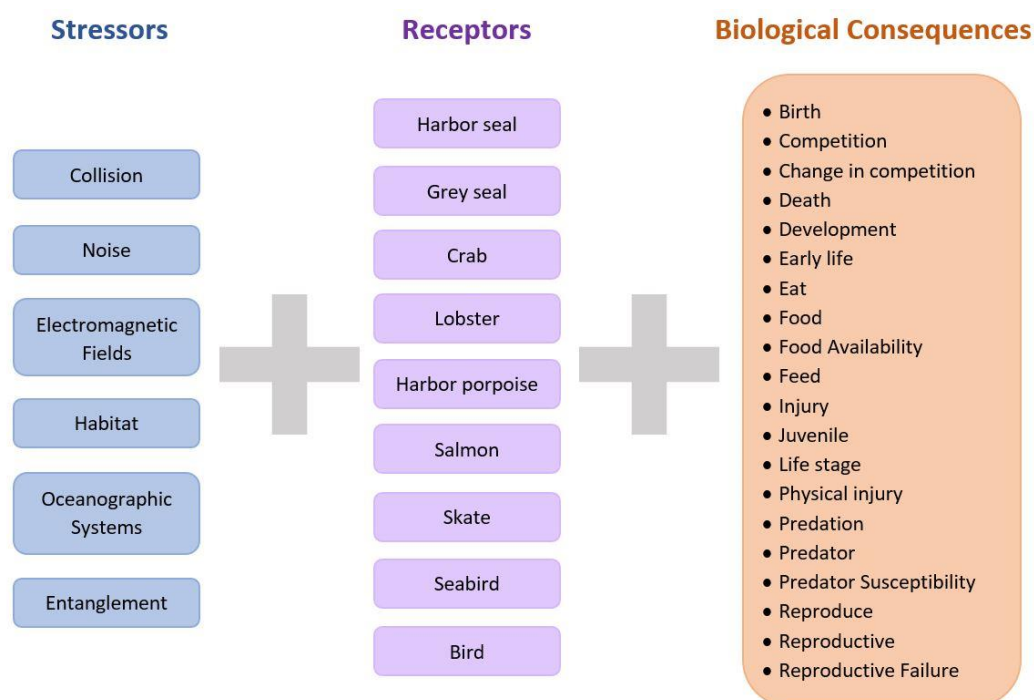 Stressors
Collision
Noise
Electromagnetic
Fields
Habitat
Oceanographic
Systems
Entanglement
Receptors
Harbor seal
Grey seal
Crab
Lobster
Harbor porpoise
Salmon
Skate
Seabird
Bird
Biological Consequences
• Birth
• Competition
• Change in competition
• Death
• Development
• Early life
• Eat
• Food
• Food Availability
• Feed
• Injury
• Juvenile
• Life stage
• Physical injury
• Predation
• Predator
• Predator Susceptibility
• Reproduce
• Reproductive
• Reproductive Failure